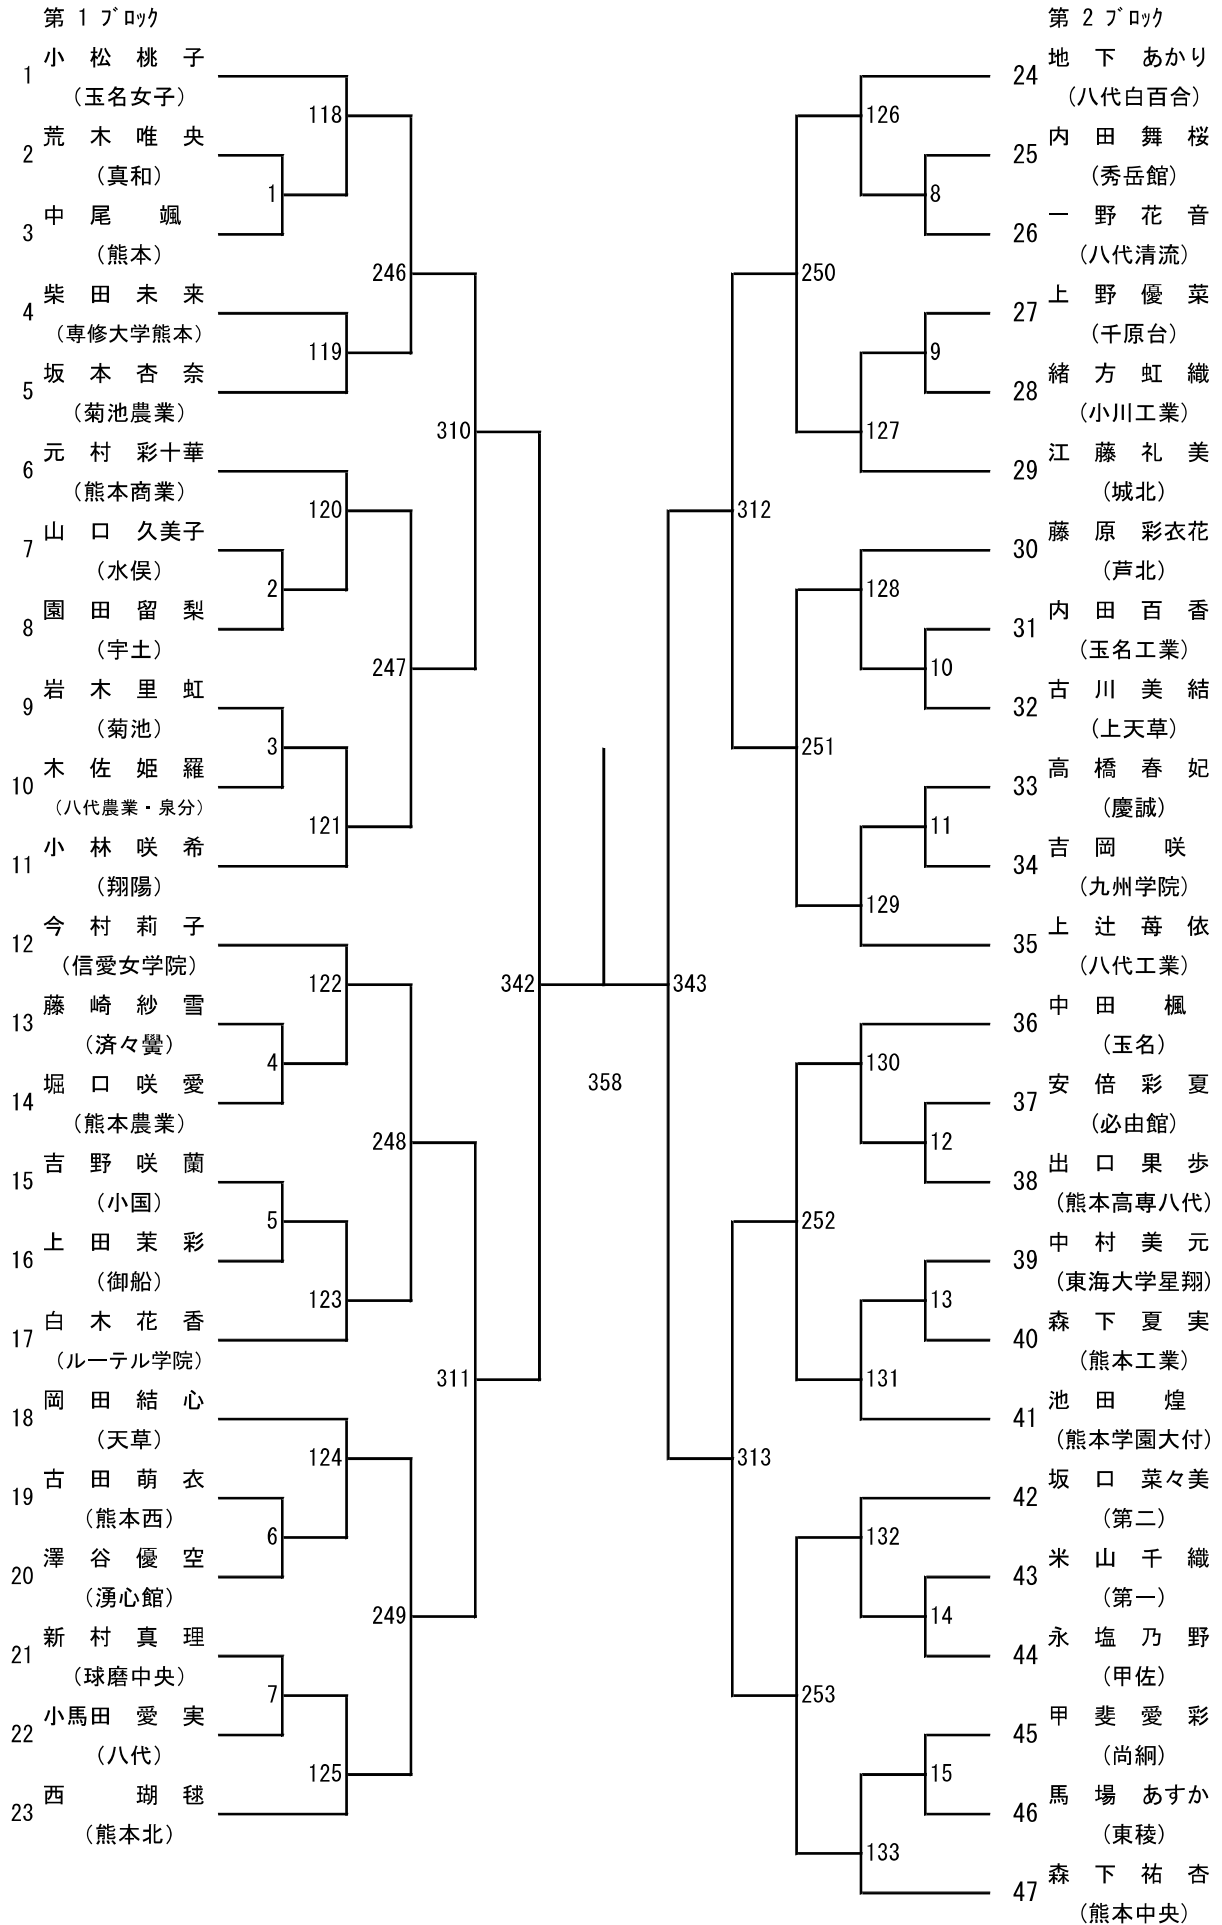 第 1 ﾌﾞﾛｯｸ
1 小 松 桃 子
(玉名女子)
118
2 荒 木 唯 央
(真和)
1
3 中 尾 颯
(熊本)
246
4 柴 田 未 来
(専修大学熊本)
119
5 坂 本 杏 奈
(菊池農業)
310
6 元 村 彩十華
(熊本商業)
120
7 山 口 久美子
(水俣)
2
8 園 田 留 梨
(宇土)
247
9 岩 木 里 虹
(菊池)
3
10 木 佐 姫 羅
(八代農業・泉分)
121
11 小 林 咲 希
(翔陽)
12 今 村 莉 子
(信愛女学院)
122
342
13 藤 崎 紗 雪
(済々黌)
4
14 堀 口 咲 愛
(熊本農業)
248
15 吉 野 咲 蘭
(小国)
5
16 上 田 茉 彩
(御船)
123
17 白 木 花 香
(ルーテル学院)
311
18 岡 田 結 心
(天草)
124
19 古 田 萌 衣
(熊本西)
6
20 澤 谷 優 空
(湧心館)
249
21 新 村 真 理
(球磨中央)
7
22 小馬田 愛 実
(八代)
125
23 西 瑚 毬
(熊本北)
358
第 2 ﾌﾞﾛｯｸ
24 地 下 あかり
(八代白百合)
126
25 内 田 舞 桜
(秀岳館)
8
26 一 野 花 音
(八代清流)
250
27 上 野 優 菜
(千原台)
9
28 緒 方 虹 織
(小川工業)
127
29 江 藤 礼 美
(城北)
312
30 藤 原 彩衣花
(芦北)
128
31 内 田 百 香
(玉名工業)
10
32 古 川 美 結
(上天草)
251
33 高 橋 春 妃
(慶誠)
11
34 吉 岡 咲
(九州学院)
129
35 上 辻 苺 依
(八代工業)
343
36 中 田 楓
(玉名)
130
37 安 倍 彩 夏
(必由館)
12
38 出 口 果 歩
(熊本高専八代)
252
39 中 村 美 元
(東海大学星翔)
13
40 森 下 夏 実
(熊本工業)
131
41 池 田 煌
(熊本学園大付)
313
42 坂 口 菜々美
(第二)
132
43 米 山 千 織
(第一)
14
44 永 塩 乃 野
(甲佐)
253
45 甲 斐 愛 彩
(尚絅)
15
46 馬 場 あすか
(東稜)
133
47 森 下 祐 杏
(熊本中央)